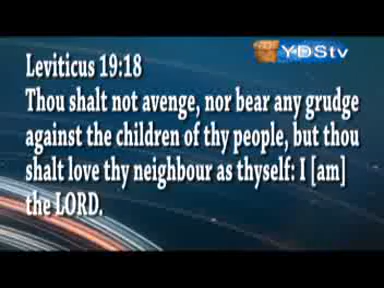 YDStv
Leviticus 19:18
Thou shalt not avenge, nor bear any grudge
against the children of thy people, but thou
shalt love thy neighbour as thyself: I [am]
the LORD.